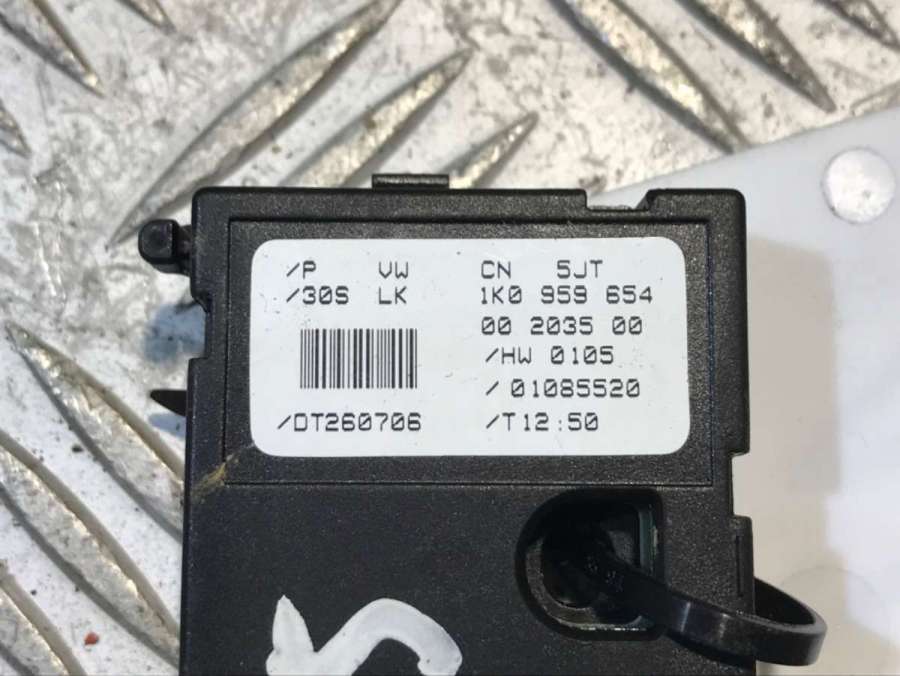 /P VW CN 5JT
/30S LK 1K0 959 654
00 2035 00
/HW 0105
/ 01085520
/DT260706 /T12:50
S